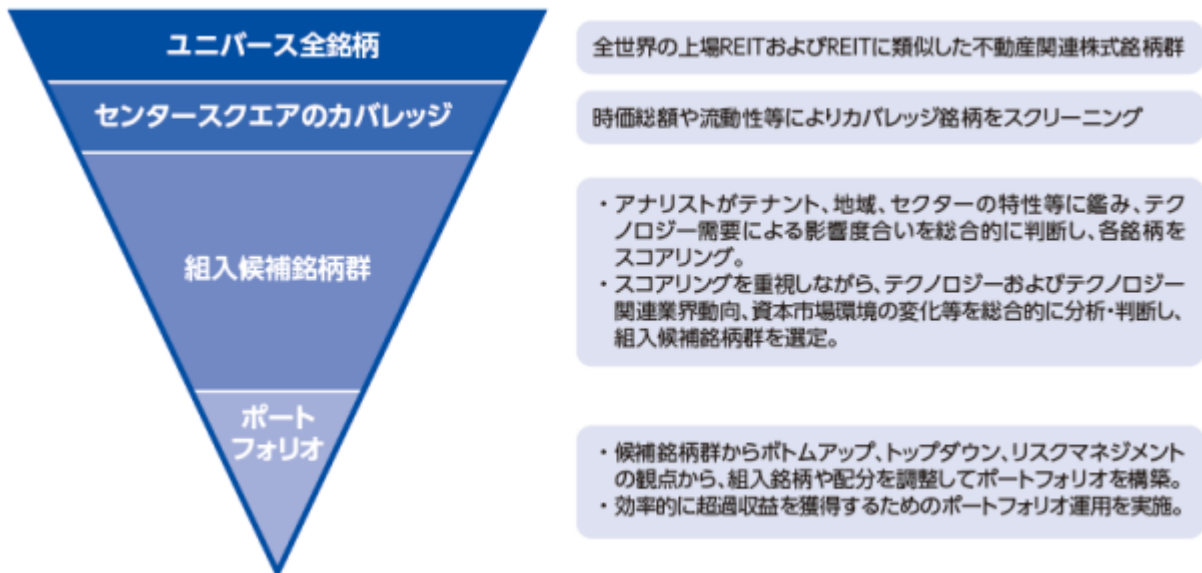 ユニバース全銘柄
全世界の上場REITおよびREITに類似した不動産関連株式銘柄群
センタースクエアのカバレッジ
時価総額や流動性等によりカバレッジ銘柄をスクリーニング
組入候補銘柄群
・アナリストがテナント、地域、セクターの特性等に鑑み、テク
ノロジー需要による影響度合いを総合的に判断し、各銘柄を
スコアリング。
・スコアリングを重視しながら、テクノロジーおよびテクノロジー
関連業界動向、資本市場環境の変化等を総合的に分析・判断し、
組入候補銘柄群を選定。
ポート
フォリオ
・候補銘柄群からボトムアップ、トップダウン、リスクマネジメント
の観点から、組入銘柄や配分を調整してポートフォリオを構築。
・効率的に超過収益を獲得するためのポートフォリオ運用を実施。